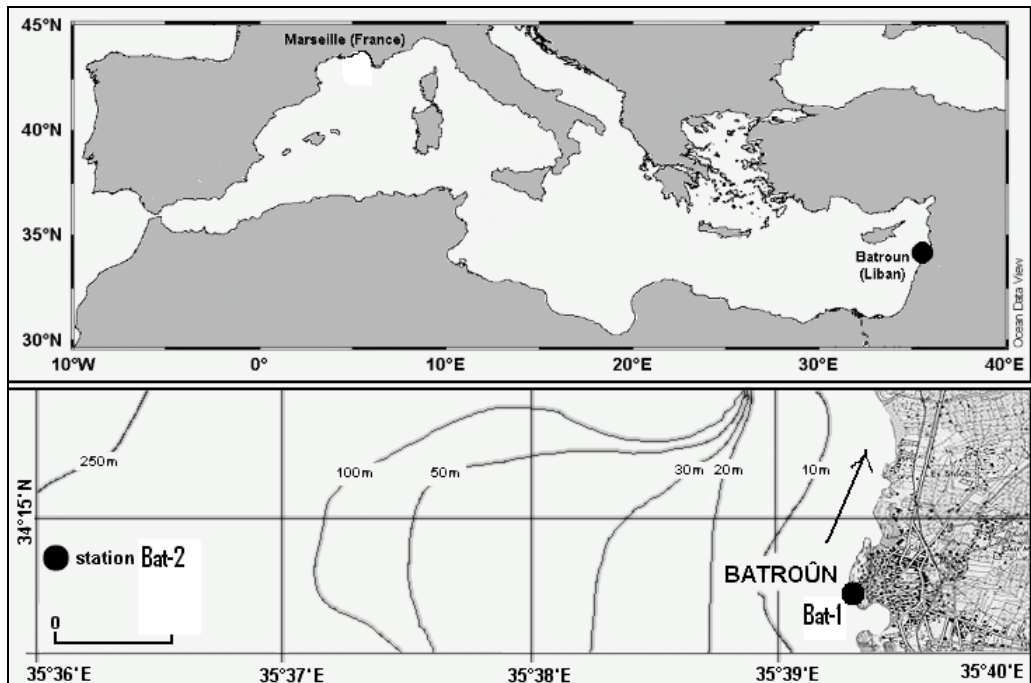 45°N
Marseille (France)
40°N
35°N
Batroun
(Liban)
30°N
10°W 0° 10°E 20°E 30°E 40°E
Ocean Data View
250m
100m 50m 30m 20m 10m
34°15'N
station Bat-2
BATROÛN
Bat-1
0
35°36'E 35°37'E 35°38'E 35°39'E 35°40'E